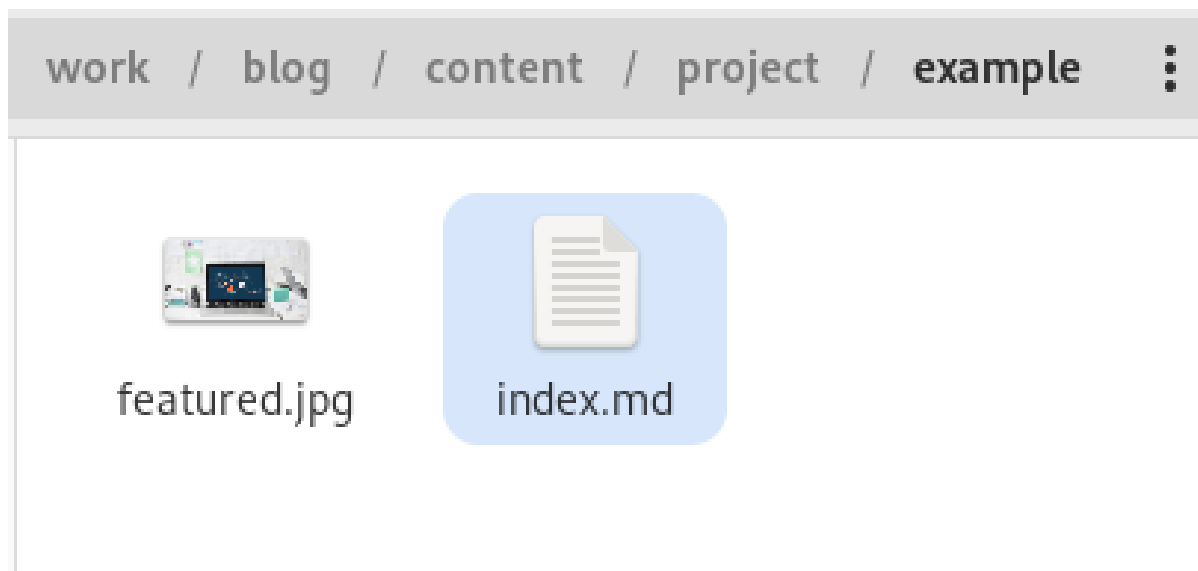 work / blog / content / project / example
featured.jpg
index.md